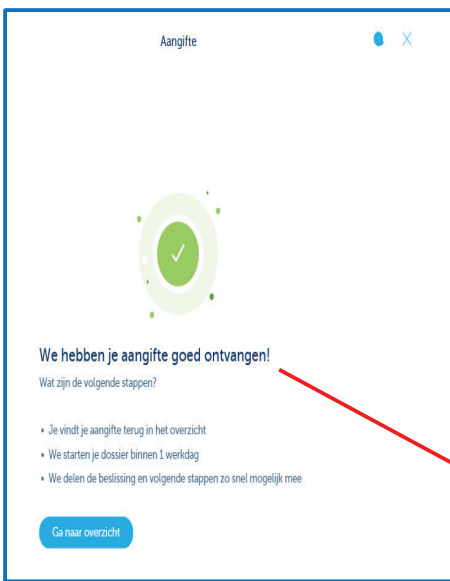 Aangifte
We hebben je aangifte goed ontvangen!
Wat zijn de volgende stappen?
• Je vindt je aangifte terug in het overzicht
• We starten je dossier binnen 1 werkdag
• We delen de beslissing en volgende stappen zo snel mogelijk mee
Ga naar overzicht